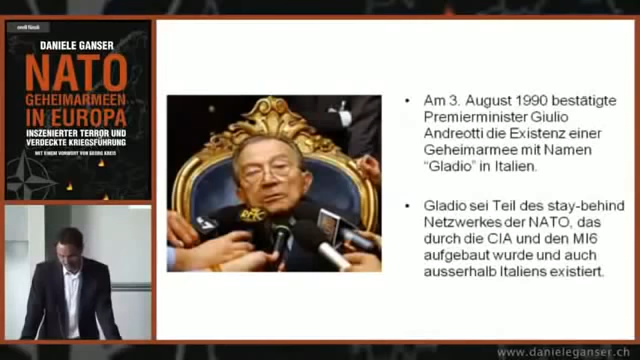 orell füssli
DANIELE GANSER
NATO
GEHEIMARMEEN
IN EUROPA
INSZENIERTER TERROR UND
VERDECKTE KRIEGSFÜHRUNG
MIT EINEM VORWORT VON GEORG KREIS
• Am 3. August 1990 bestätigte
Premierminister Giulio
Andreotti die Existenz einer
Geheimarmee mit Namen
“Gladio” in Italien.
• Gladio sei Teil des stay-behind
Netzwerkes der NATO, das
durch die CIA und den MI6
aufgebaut wurde und auch
ausserhalb Italiens existiert.
www.danieleganser.ch